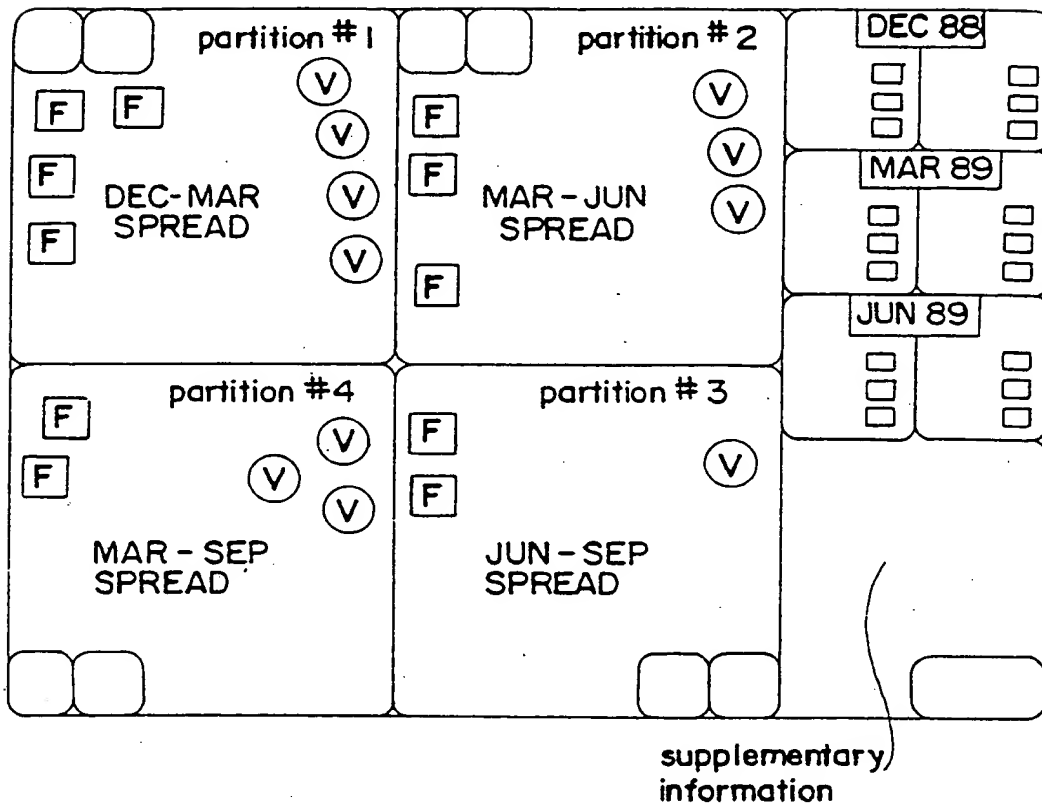 partition #1
F F V
V
F V
DEC-MAR
SPREAD
F V
partition #2
F V
V
F
V
MAR-JUN
SPREAD
F
DEC 88
MAR 89
JUN 89
partition #4
F V
F V
V
MAR-SEP
SPREAD
partition #3
F
V
F
JUN-SEP
SPREAD
supplementary
information